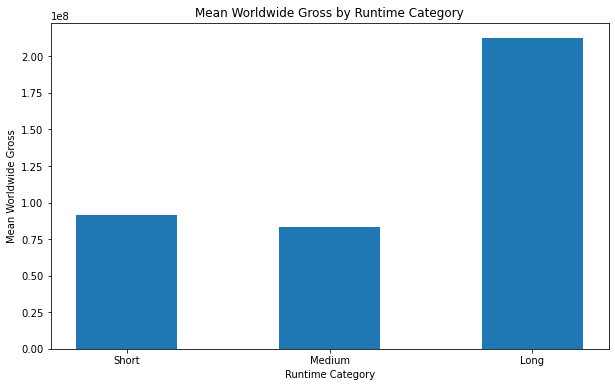 Mean Worldwide Gross by Runtime Category
1e8
2.00
1.75
1.50
1.25
1.00
0.75
0.50
0.25
0.00
Mean Worldwide Gross
Short Medium Long
Runtime Category